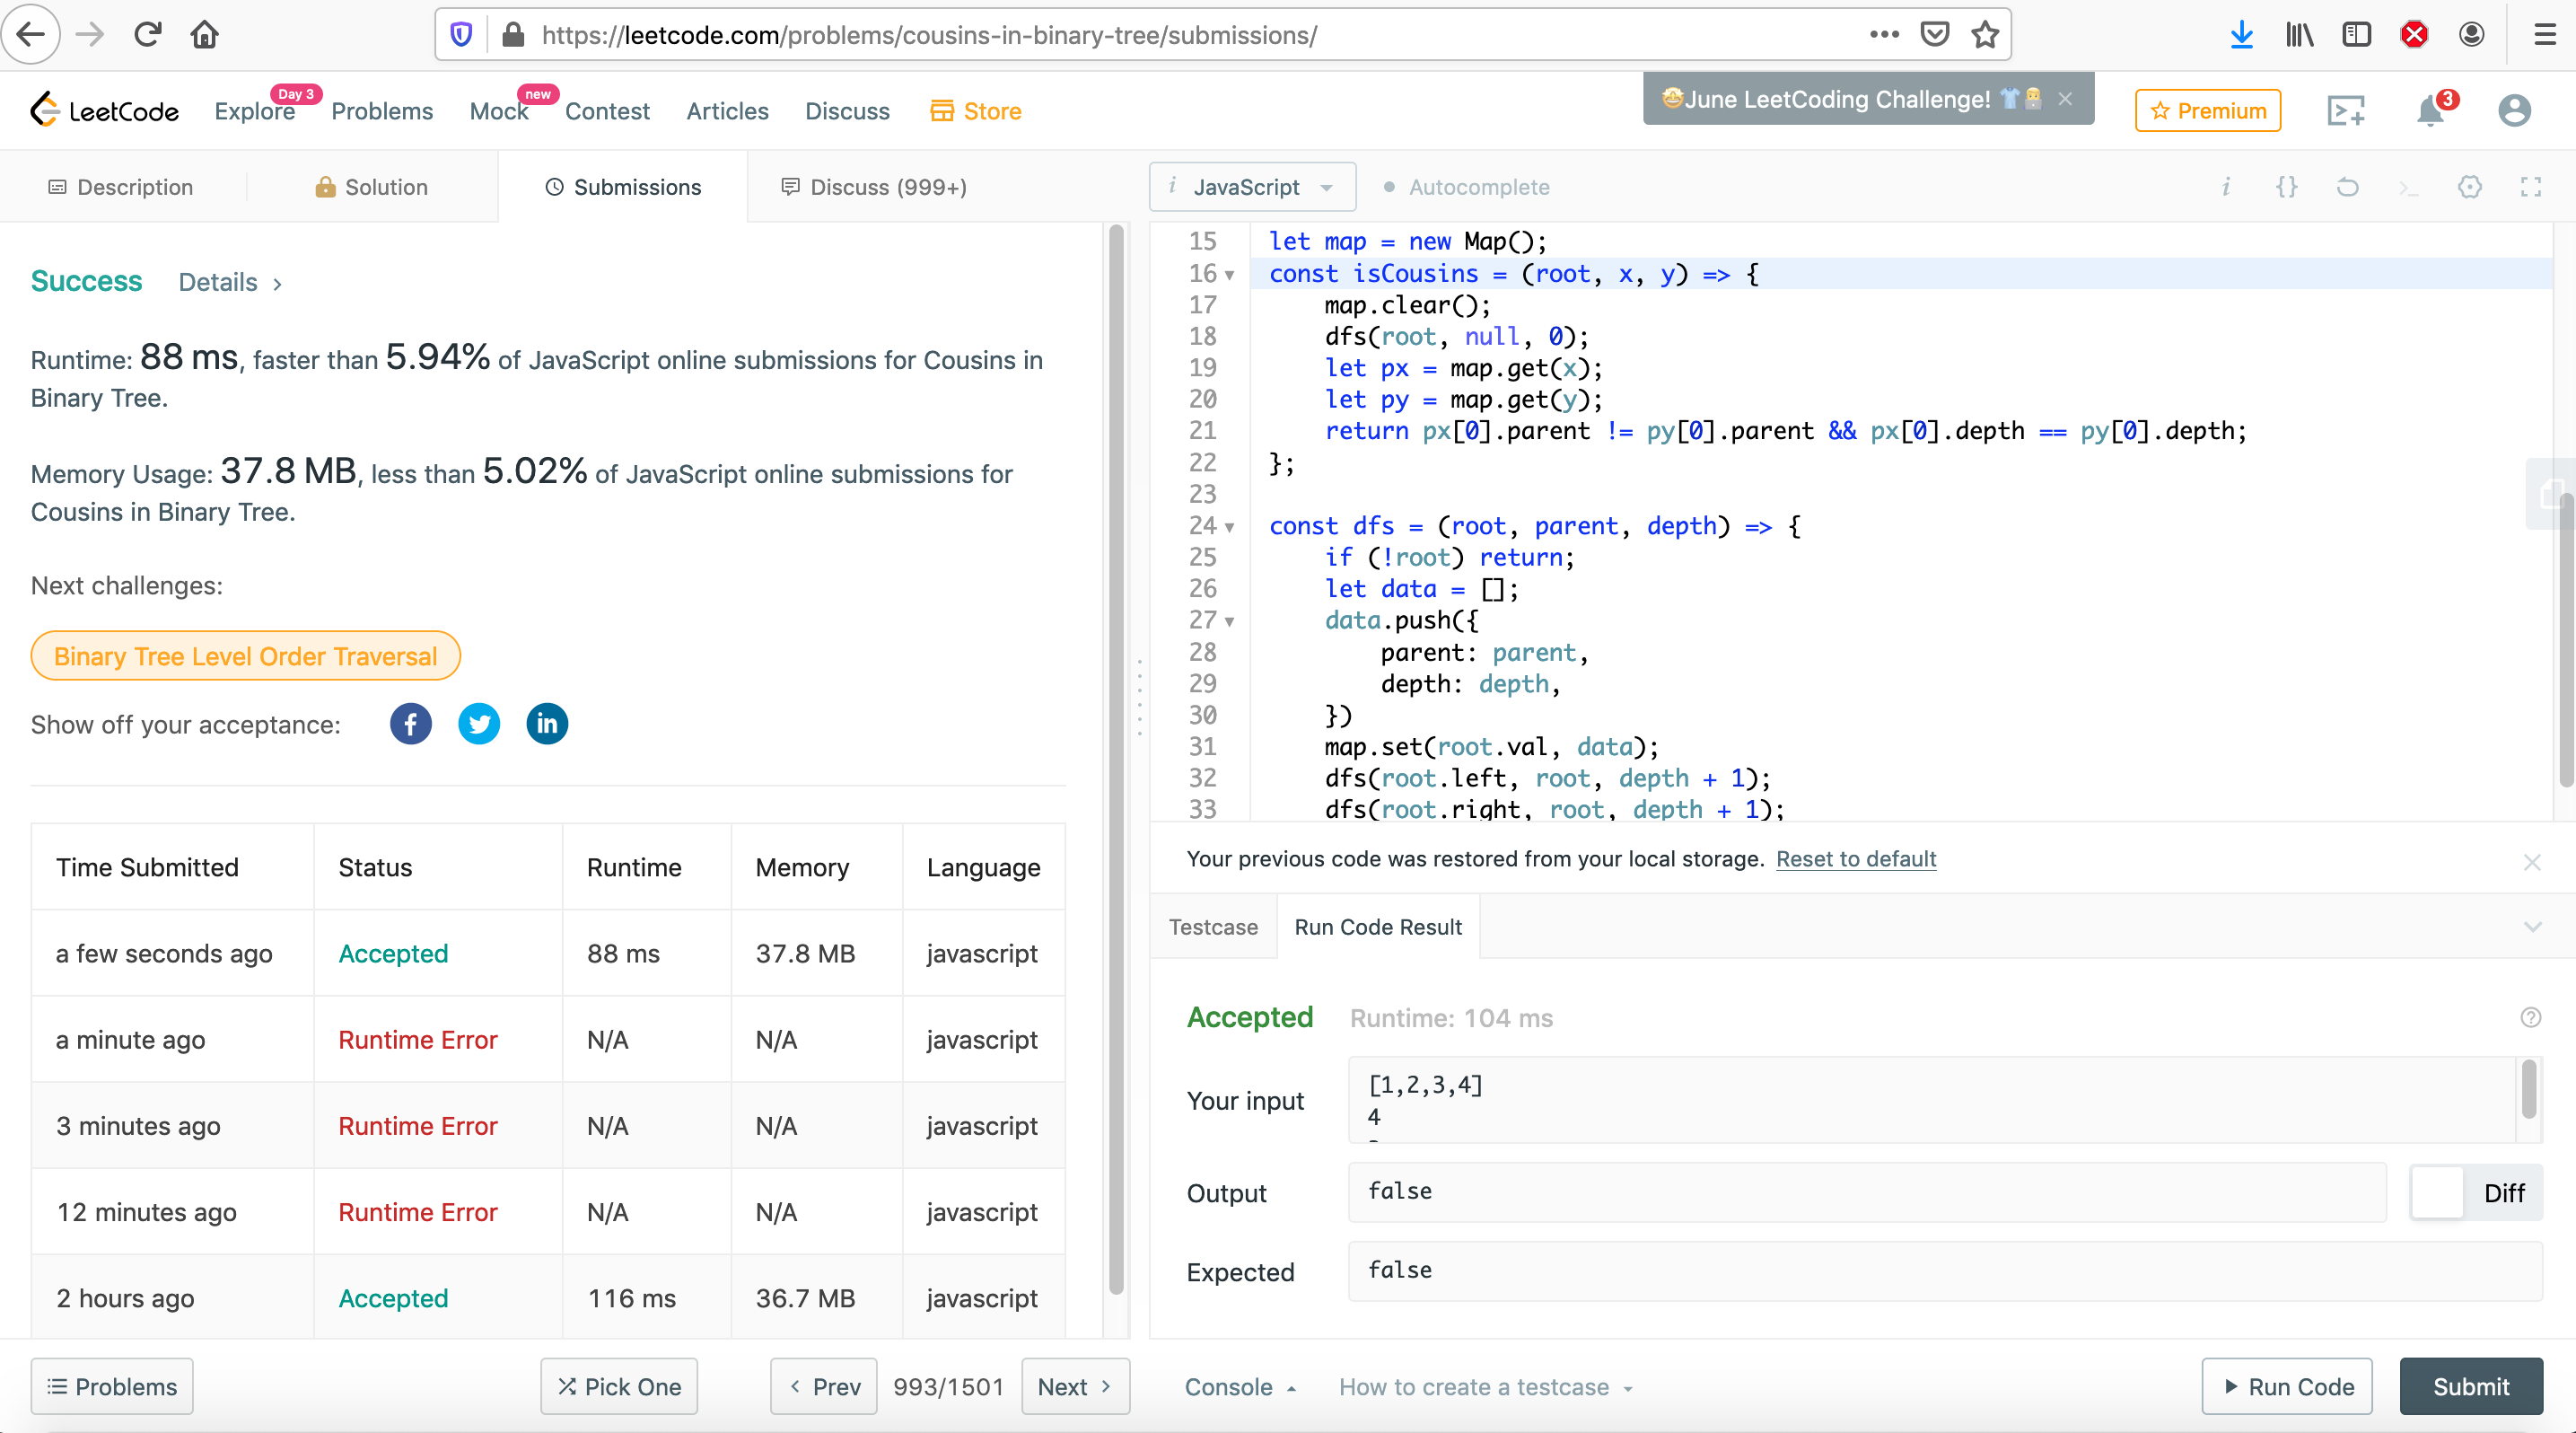 https://leetcode.com/problems/cousins-in-binary-tree/submissions/
LeetCode
Explore
Day 3
Problems
Mock
new
Contest
Articles
Discuss
Store
🤩June LeetCoding Challenge! 👕 ×
Premium
3
Description
Solution
Submissions
Discuss (999+)
i JavaScript
Autocomplete
i {} >_
Success Details >
Runtime: 88 ms, faster than 5.94% of JavaScript online submissions for Cousins in
Binary Tree.
Memory Usage: 37.8 MB, less than 5.02% of JavaScript online submissions for
Cousins in Binary Tree.
Next challenges:
Binary Tree Level Order Traversal
Show off your acceptance:
f in
Time Submitted Status Runtime Memory Language
a few seconds ago Accepted 88 ms 37.8 MB javascript
a minute ago Runtime Error N/A N/A javascript
3 minutes ago Runtime Error N/A N/A javascript
12 minutes ago Runtime Error N/A N/A javascript
2 hours ago Accepted 116 ms 36.7 MB javascript
15 let map = new Map();
16 const isCousins = (root, x, y) => {
17 map.clear();
18 dfs(root, null, 0);
19 let px = map.get(x);
20 let py = map.get(y);
21 return px[0].parent != py[0].parent && px[0].depth == py[0].depth;
22 };
23
24 const dfs = (root, parent, depth) => {
25 if (!root) return;
26 let data = [];
27 data.push({
28 parent: parent,
29 depth: depth,
30 })
31 map.set(root.val, data);
32 dfs(root.left, root, depth + 1);
33 dfs(root.right, root, depth + 1);
Your previous code was restored from your local storage. Reset to default
Testcase
Run Code Result
Accepted Runtime: 104 ms
Your input
[1,2,3,4]
4
Output
false
Diff
Expected
false
Problems
Pick One
< Prev
993/1501
Next >
Console
How to create a testcase
Run Code
Submit